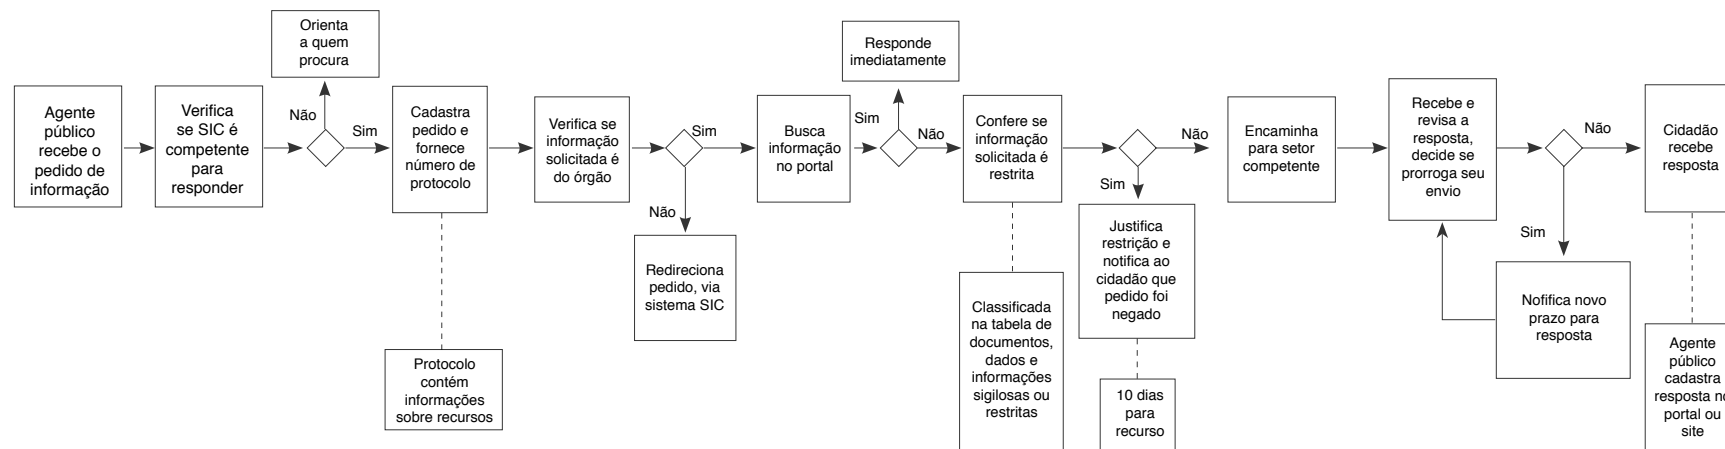 Agente
público
recebe o
pedido de
informação
Verifica
se SIC é
competente
para
responder
Não
Orienta
a quem
procura
Sim
Cadastra
pedido e
fornece
número de
protocolo
Protocolo
contém
informações
sobre recursos
Verifica se
informação
solicitada é
do órgão
Sim
Não
Redireciona
pedido, via
sistema SIC
Busca
informação
no portal
Sim
Responde
imediatamente
Não
Confere se
informação
solicitada é
restrita
Classificada
na tabela de
documentos,
dados e
informações
sigilosas ou
restritas
Não
Sim
Justifica
restrição e
notifica ao
cidadão que
pedido foi
negado
10 dias
para
recurso
Encaminha
para setor
competente
Recebe e
revisa a
resposta,
decide se
prorroga seu
envio
Não
Sim
Nofifica novo
prazo para
resposta
Cidadão
recebe
resposta
Agente
público
cadastra
resposta
portal ou
site